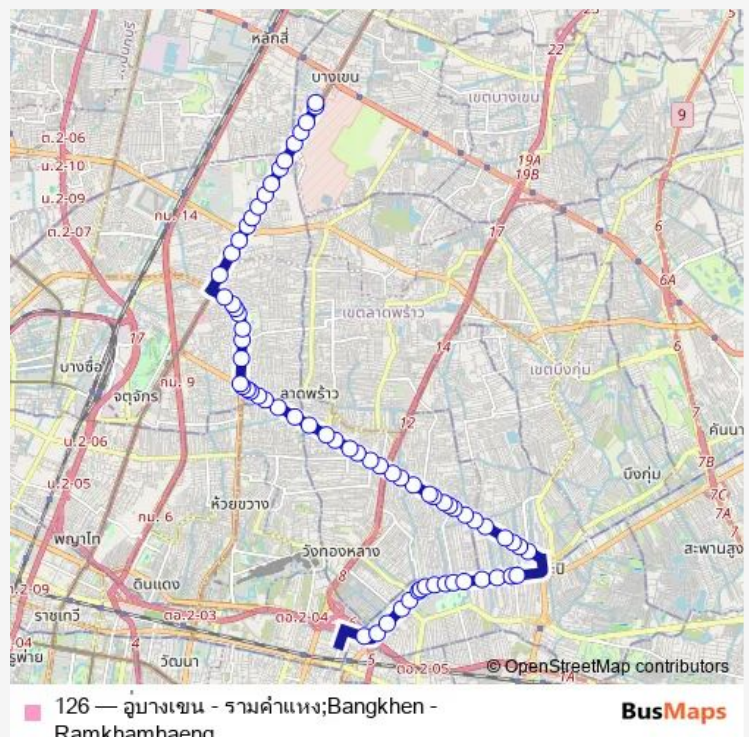 หลักสี่
5
22
บางเขน
เขตบางเขน
9
ต.2-06
น.2-10
19A
19B
น.2-09
กม. 14
ต.2-07
17
6
6A
เขตลาดพร้าว
17
14
6
บางซื่อ
เขตบึงกุ่ม
กม. 9
ลาดพร้าว
จตุจักร
7
12
คันนา
น.2-06
7B
บึงกุ่ม
น.2-05
7C
ห้วยขวาง
7A
กม. 6
พญาไท
วังทองหลาง
สะพานสูง
ดินแดง
8
2-09
ตอ.2-03
ตอ.2-04
ราชเทวี
04
4
5
วัฒนา
ตอ.2-05
© OpenStreetMap contributors
126 — อู่บางเขน - รามคำแหง;Bangkhen -
Ramkhamhaeng
BusMaps